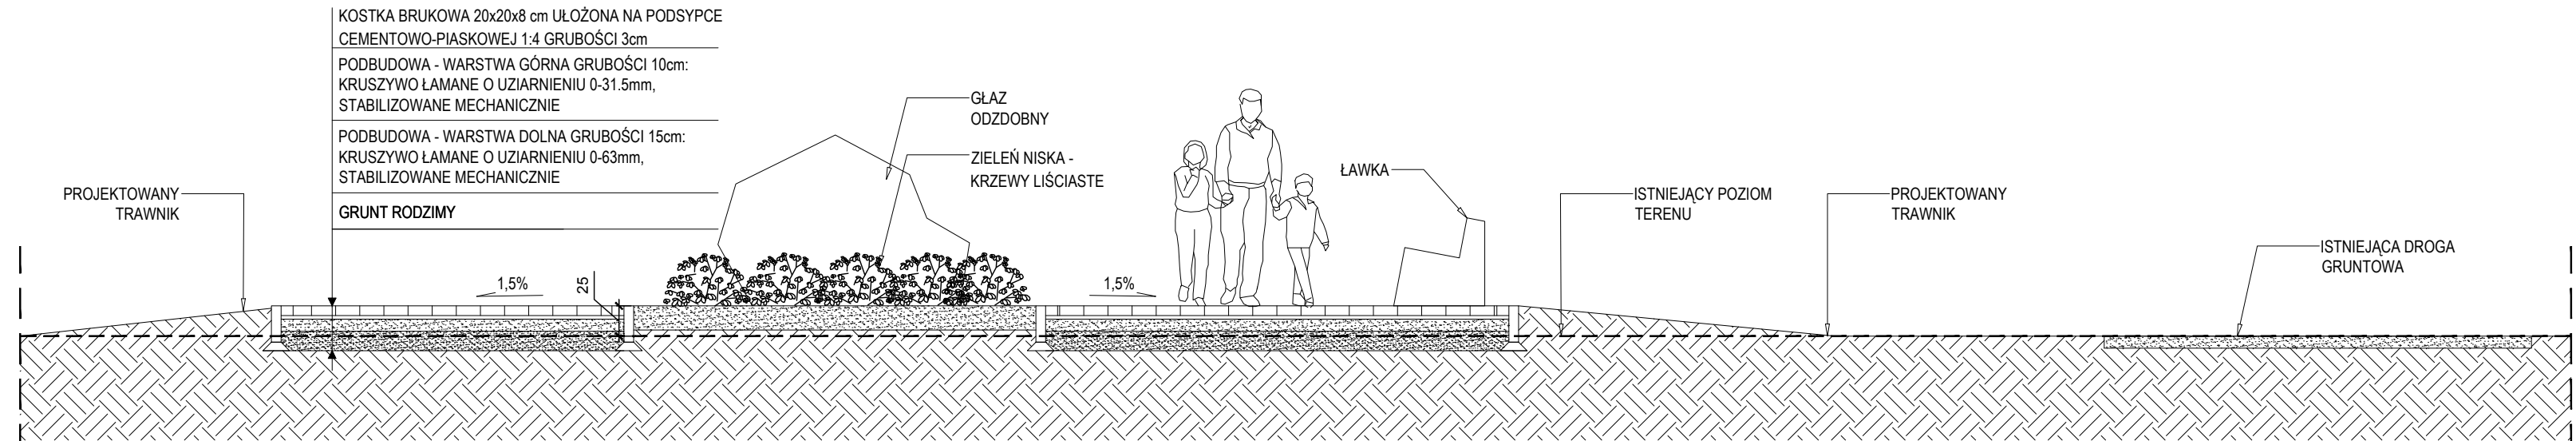 KOSTKA BRUKOWA 20x20x8 cm UŁOŻONA NA PODSYPCE
CEMENTOWO-PIASKOWEJ 1:4 GRUBOŚCI 3cm
PODBUDOWA - WARSTWA GÓRNA GRUBOŚCI 10cm:
KRUSZYWO ŁAMANE O UZIARNIENIU 0-31.5mm,
STABILIZOWANE MECHANICZNIE
PODBUDOWA - WARSTWA DOLNA GRUBOŚCI 15cm:
KRUSZYWO ŁAMANE O UZIARNIENIU 0-63mm,
STABILIZOWANE MECHANICZNIE
GRUNT RODZIMY
PROJEKTOWANY
TRAWNIK
GŁAZ
ODZDOBNY
ZIELEŃ NISKA -
KRZEWY LIŚCIASTE
ŁAWKA
ISTNIEJĄCY POZIOM
TERENU
PROJEKTOWANY
TRAWNIK
ISTNIEJĄCA DROGA
GRUNTOWA
1,5%
25
1,5%